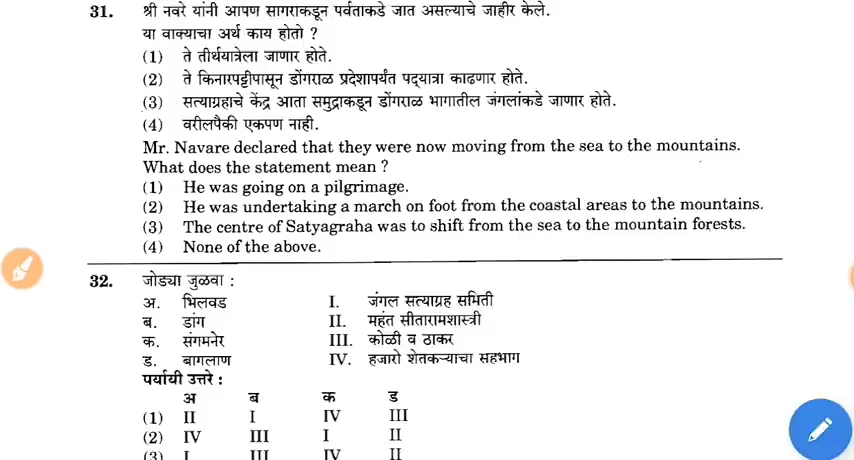 31. श्री नवरे यांनी आपण सागराकडून पर्वताकडे जात असल्याचे जाहीर केले.
या वाक्याचा अर्थ काय होतो ?
(1) ते तीर्थयात्रेला जाणार होते.
(2) ते किनारपट्टीपासून डोंगराळ प्रदेशापर्यंत पद्यात्रा काढणार होते.
(3) सत्याग्रहाचे केंद्र आता समुद्राकडून डोंगराळ भागातील जंगलांकडे जाणार होते.
(4) वरीलपैकी एकपण नाही.
Mr. Navare declared that they were now moving from the sea to the mountains.
What does the statement mean ?
(1) He was going on a pilgrimage.
(2) He was undertaking a march on foot from the coastal areas to the mountains.
(3) The centre of Satyagraha was to shift from the sea to the mountain forests.
(4) None of the above.
32. जोड्या जुळवा :
अ. भिलवड I. जंगल सत्याग्रह समिती
ब. डांग II. महंत सीतारामशास्त्री
क. संगमनेर III. कोळी व ठाकर
ड. बागलाण IV. हजारो शेतकऱ्याचा सहभाग
पर्यायी उत्तरे :
अ ब क ड
(1) II I IV III
(2) IV III I II
(3) I III IV II